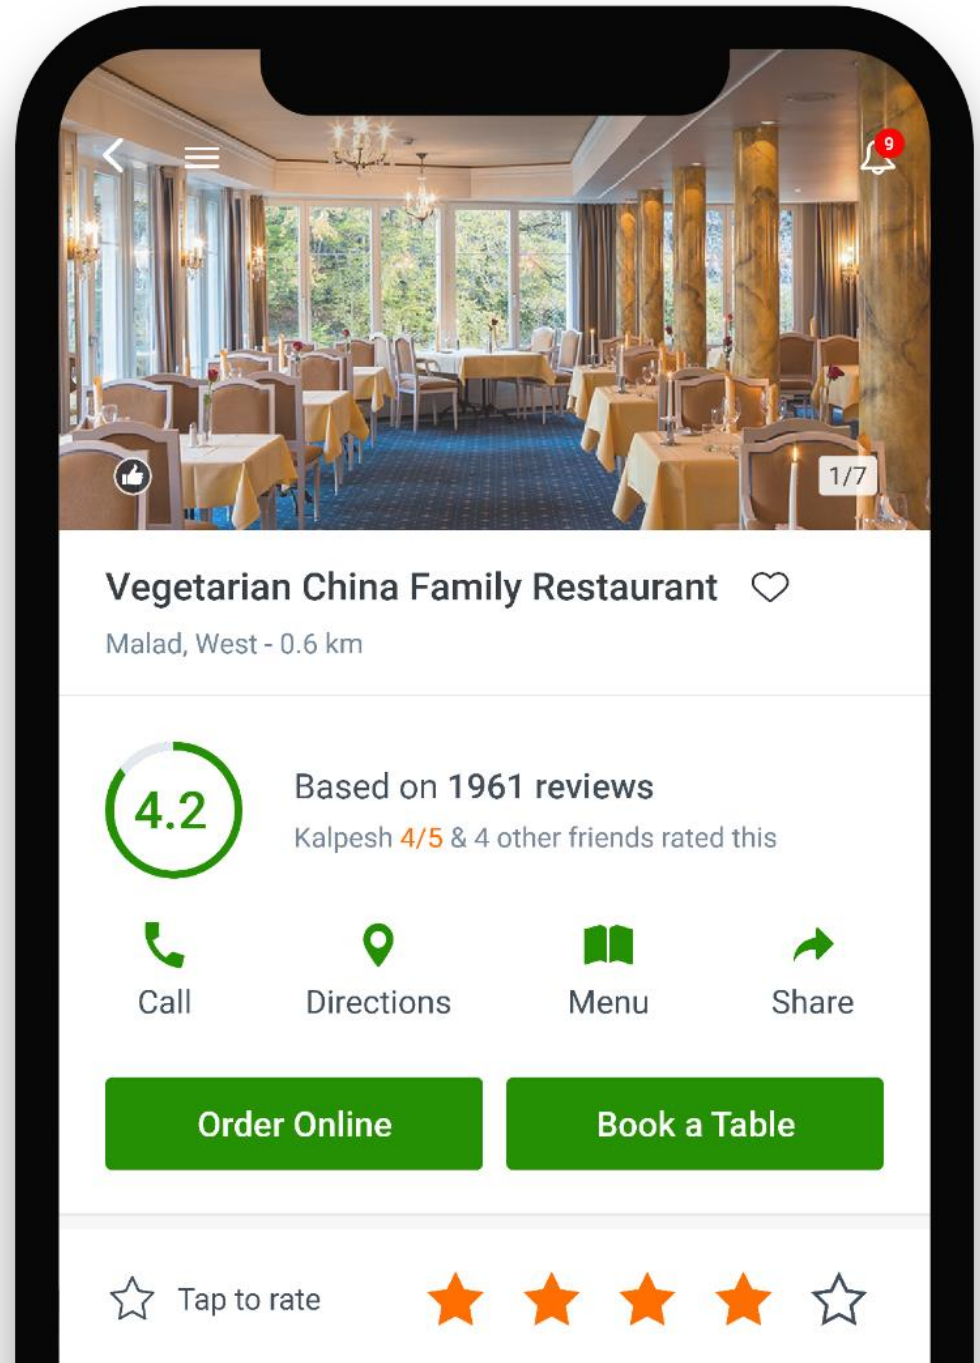 9
1/7
Vegetarian China Family Restaurant
Malad, West - 0.6 km
4.2
Based on 1961 reviews
Kalpesh 4/5 & 4 other friends rated this
Call Directions Menu Share
Order Online Book a Table
Tap to rate